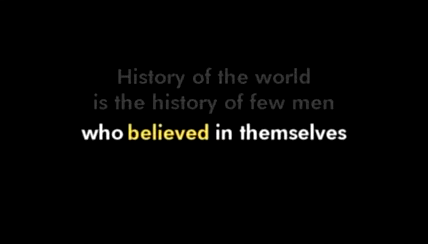 History of the world
is the history of few men
who believed in themselves